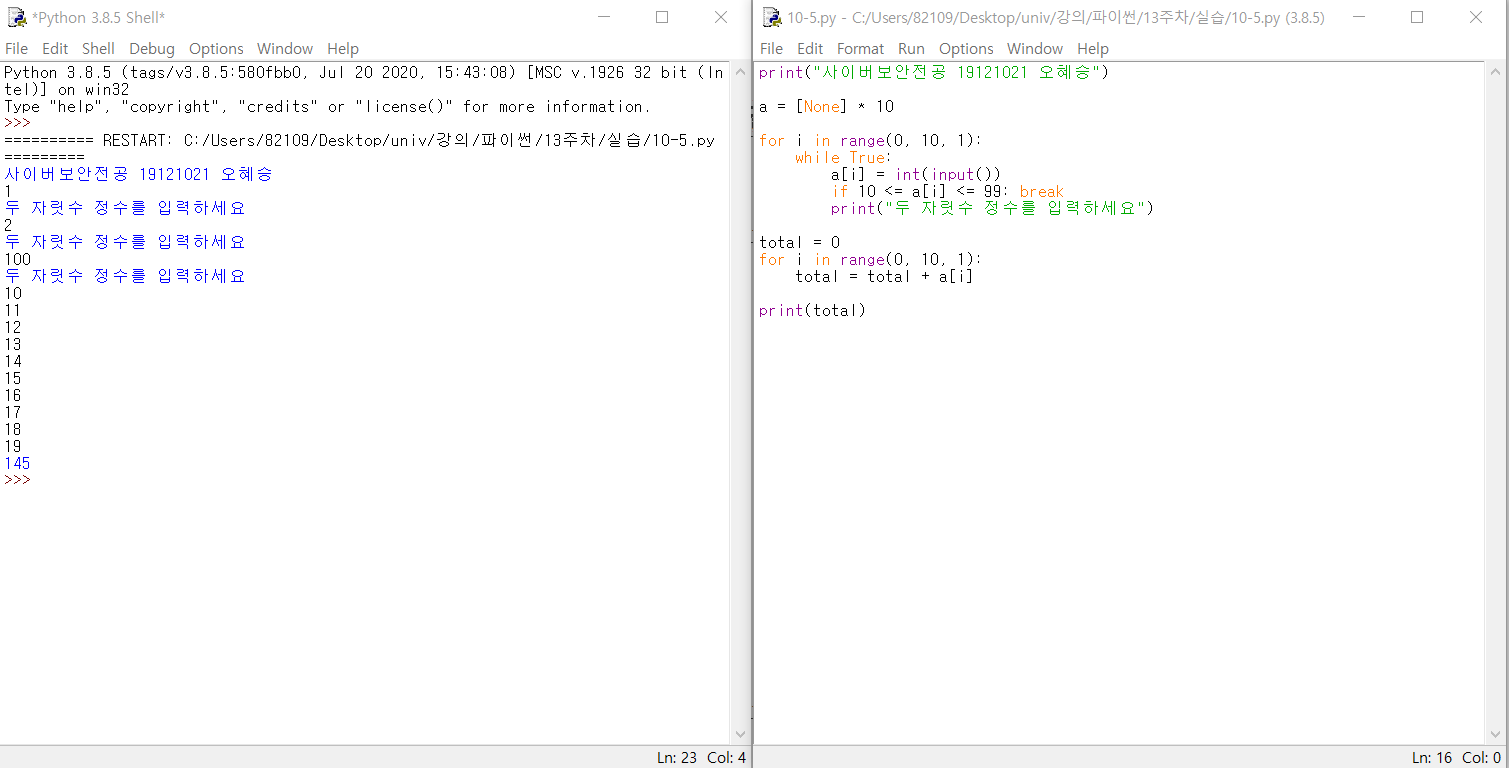 *Python 3.8.5 Shell*
File Edit Shell Debug Options Window Help
Python 3.8.5 (tags/v3.8.5:580fbb0, Jul 20 2020, 15:43:08) [MSC v.1926 32 bit (In
tel)] on win32
Type "help", "copyright", "credits" or "license()" for more information.
>>>
========== RESTART: C:/Users/82109/Desktop/univ/강의/파이썬/13주차/실습/10-5.py
=========
사이버보안전공 19121021 오혜승
1
두 자릿수 정수를 입력하세요
2
두 자릿수 정수를 입력하세요
100
두 자릿수 정수를 입력하세요
10
11
12
13
14
15
16
17
18
19
145
>>>
Ln: 23 Col: 4
10-5.py - C:/Users/82109/Desktop/univ/강의/파이썬/13주차/실습/10-5.py (3.8.5)
File Edit Format Run Options Window Help
print("사이버보안전공 19121021 오혜승")
a = [None] * 10
for i in range(0, 10, 1):
    while True:
        a[i] = int(input())
        if 10 <= a[i] <= 99: break
        print("두 자릿수 정수를 입력하세요")
total = 0
for i in range(0, 10, 1):
    total = total + a[i]
print(total)
Ln: 16 Col: 0